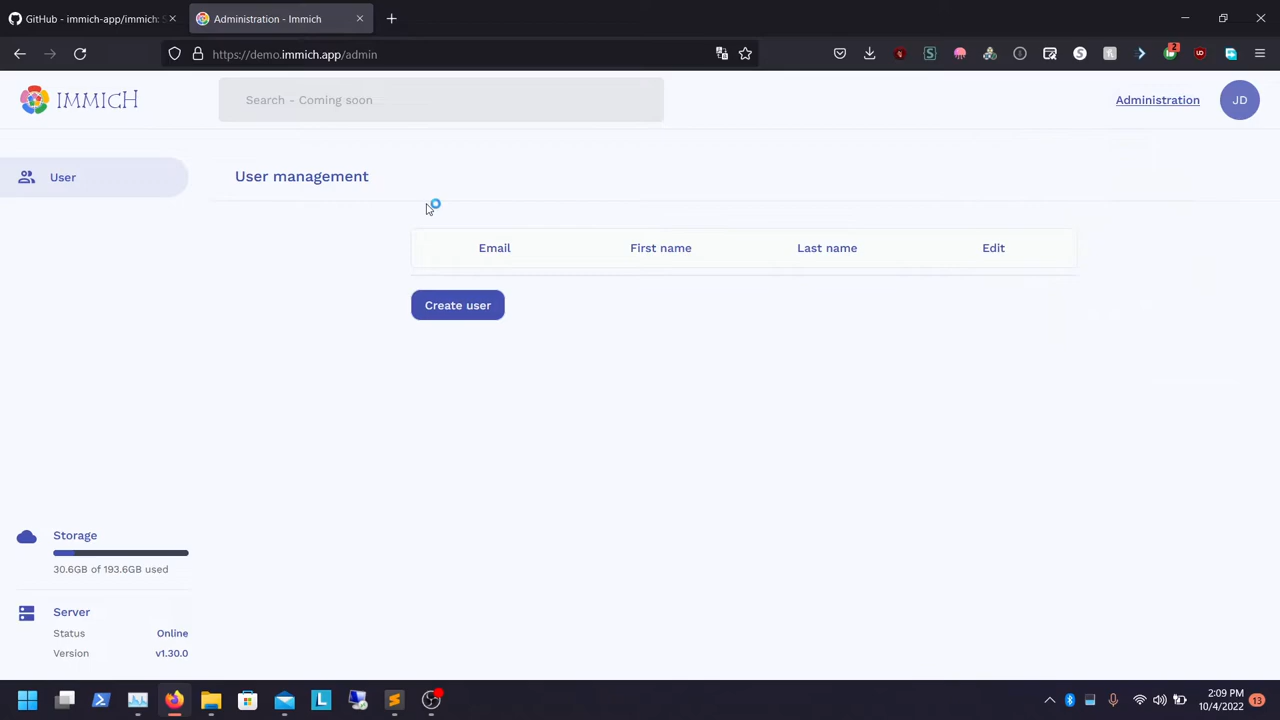 GitHub - immich-app/immich: S
Administration - Immich
https://demo.immich.app/admin
2
IMMICH
Search - Coming soon
Administration
JD
User
User management
Email
First name
Last name
Edit
Create user
Storage
30.6GB of 193.6GB used
Server
Status
Online
Version
v1.30.0
L
2:09 PM
10/4/2022
13